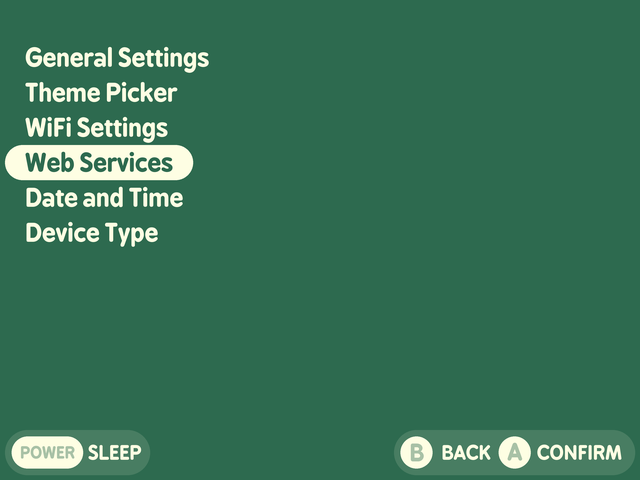 General Settings
Theme Picker
WiFi Settings
Web Services
Date and Time
Device Type
POWER SLEEP B BACK A CONFIRM